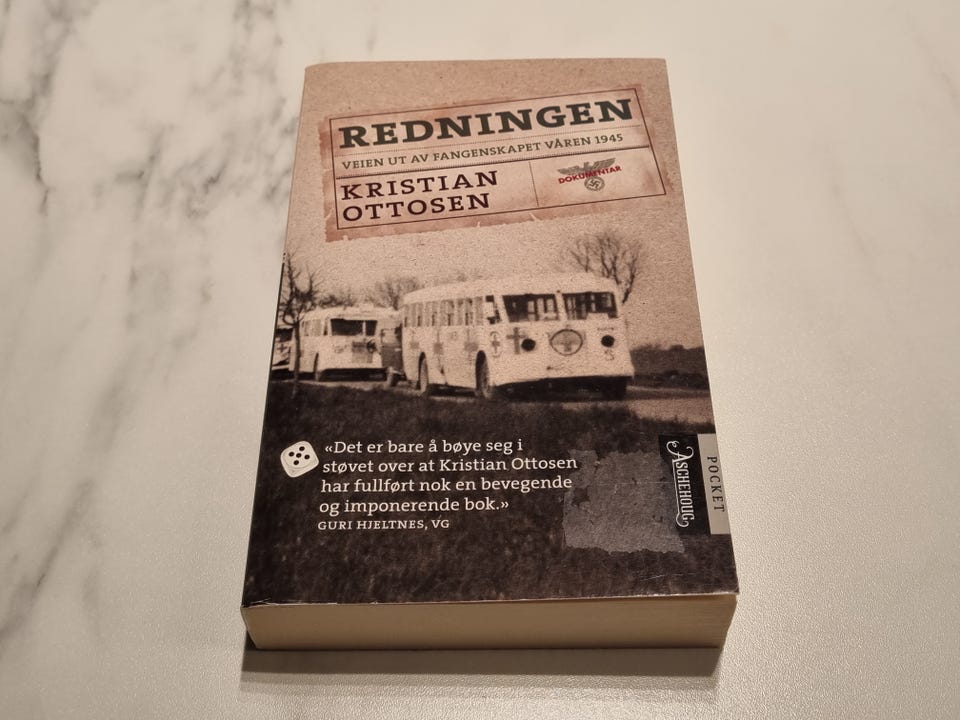 REDNINGEN
VEIEN UT AV FANGENSKAPET VÅREN 1945
KRISTIAN
OTTOSEN
DOKUMENTAR
«Det er bare å bøye seg i
støvet over at Kristian Ottosen
har fullført nok en bevegende
og imponerende bok.»
GURI HJELTNES, VG
ASCHEHOUG
POCKET